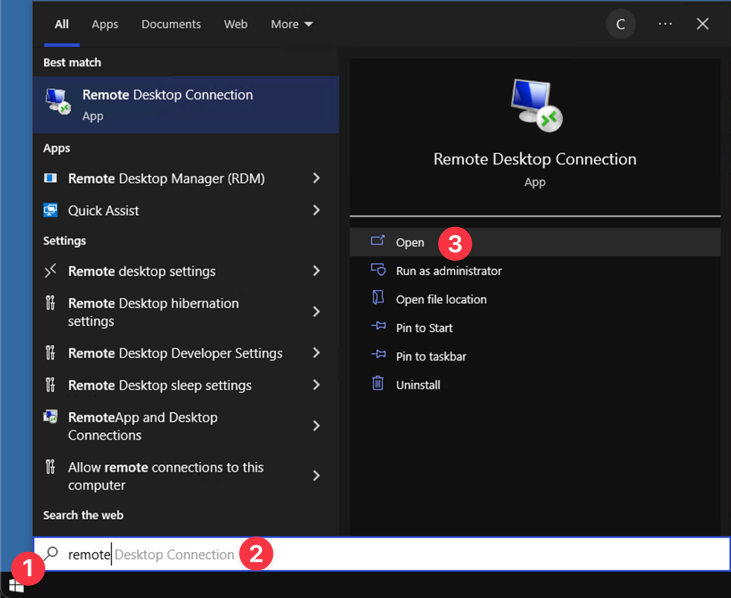 All Apps Documents Web More C ... 
Best match
Remote Desktop Connection
App
Apps
Remote Desktop Manager (RDM)
Quick Assist
Settings
Remote desktop settings
Remote Desktop hibernation
settings
Remote Desktop Developer Settings
Remote Desktop sleep settings
RemoteApp and Desktop
Connections
Allow remote connections to this
computer
Search the web
Remote Desktop Connection
App
Open 3
Run as administrator
Open file location
Pin to Start
Pin to taskbar
Uninstall
remote Desktop Connection 2
1